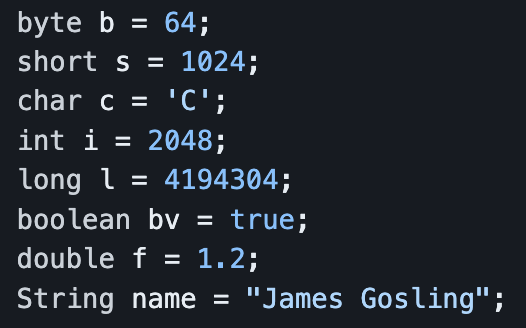 byte b = 64;
short s = 1024;
char c = 'C';
int i = 2048;
long l = 4194304;
boolean bv = true;
double f = 1.2;
String name = "James Gosling";